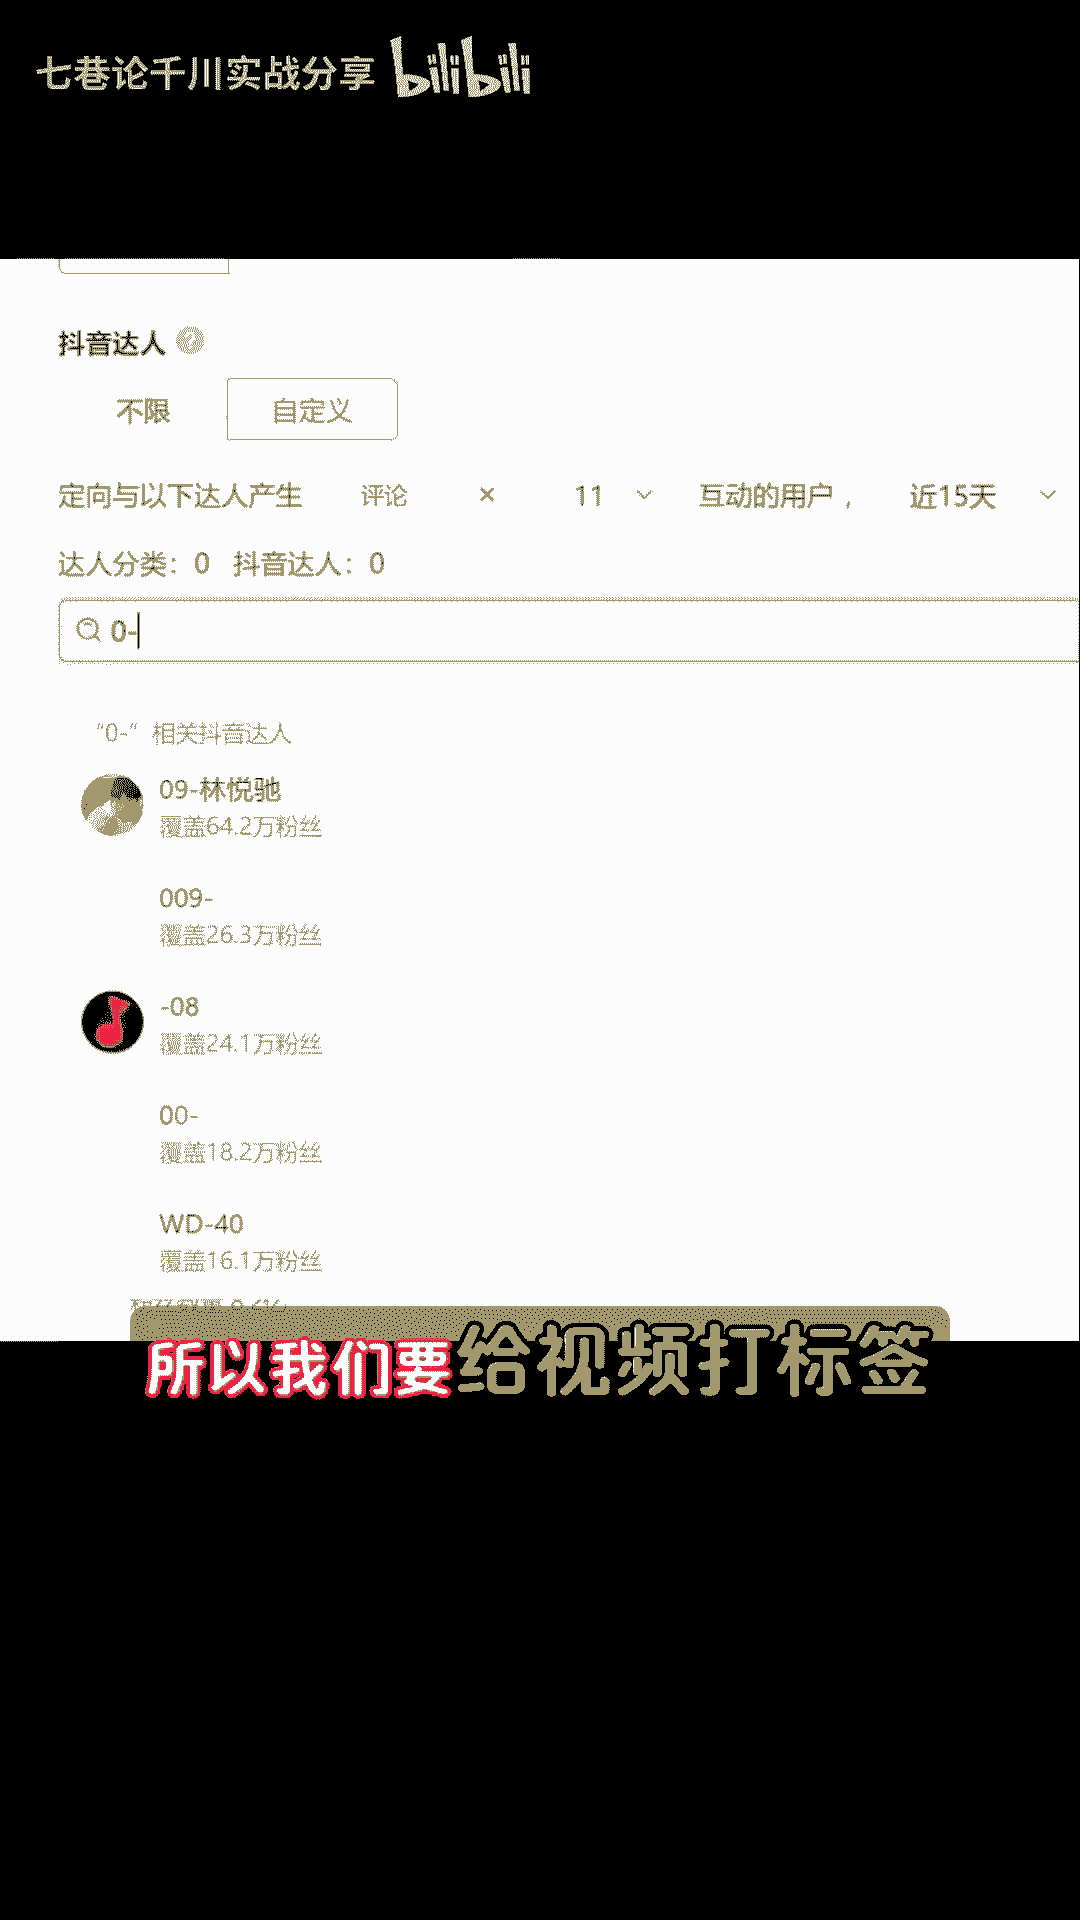 七巷论千川实战分享 bilibili
抖音达人 ?
不限 自定义
定向与以下达人产生 评论 × 11 互动的用户， 近15天
达人分类：0 抖音达人：0
0-
“0-”相关抖音达人
09-林悦驰
覆盖64.2万粉丝
009-
覆盖26.3万粉丝
-08
覆盖24.1万粉丝
00-
覆盖18.2万粉丝
WD-40
覆盖16.1万粉丝
所以我们要给视频打标签